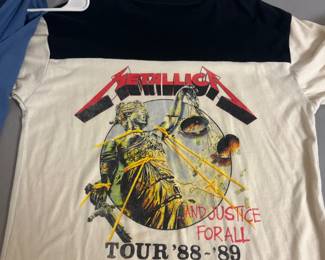 METALLICA
AND JUSTICE
FOR ALL
TOUR '88-'89